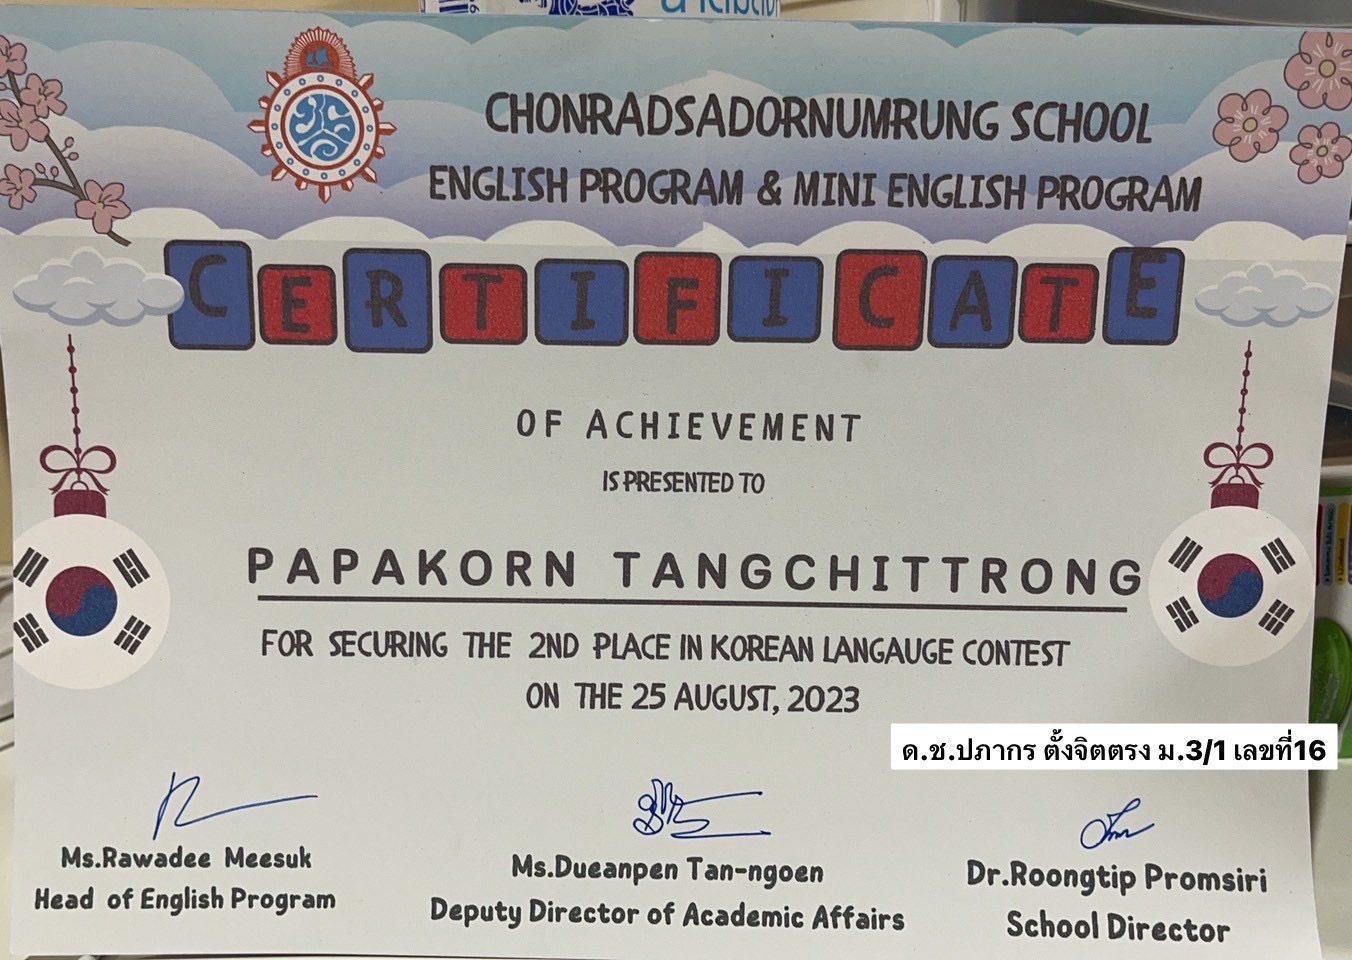 CHONRADSADORNUMRUNG SCHOOL
ENGLISH PROGRAM & MINI ENGLISH PROGRAM
CERTIFICATE
OF ACHIEVEMENT
IS PRESENTED TO
PAPAKORN TANGCHITTRONG
FOR SECURING THE 2ND PLACE IN KOREAN LANGAUGE CONTEST
ON THE 25 AUGUST, 2023
ด.ช.ปภากร ตั้งจิตตรง ม.3/1 เลขที่16
Ms.Rawadee Meesuk
Head of English Program
Ms.Dueanpen Tan-ngoen
Deputy Director of Academic Affairs
Dr.Roongtip Promsiri
School Director